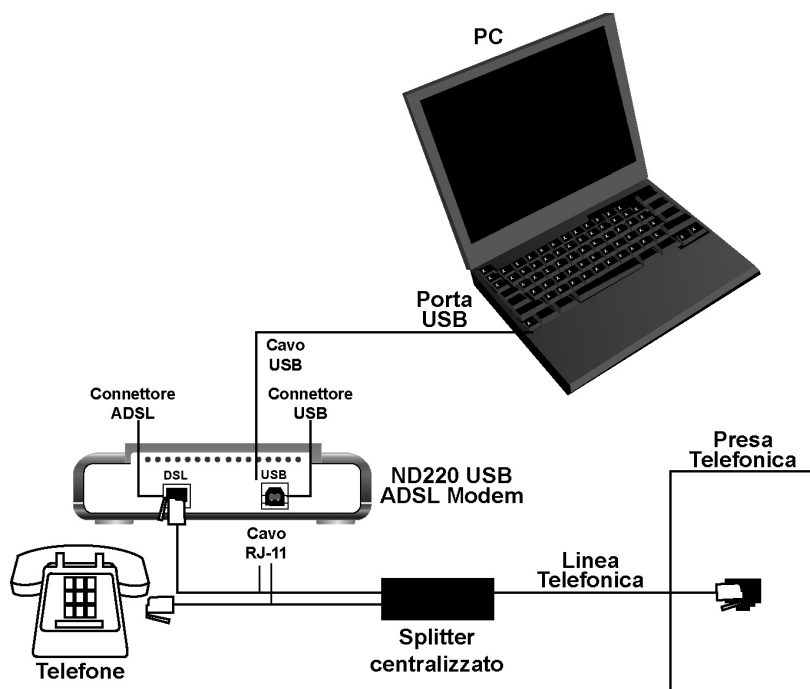 PC
Porta
USB
Cavo
USB
Connettore
ADSL
Connettore
USB
DSL
USB
ND220 USB
ADSL Modem
Presa
Telefonica
Cavo
RJ-11
Linea
Telefonica
Splitter
centralizzato
Telefone